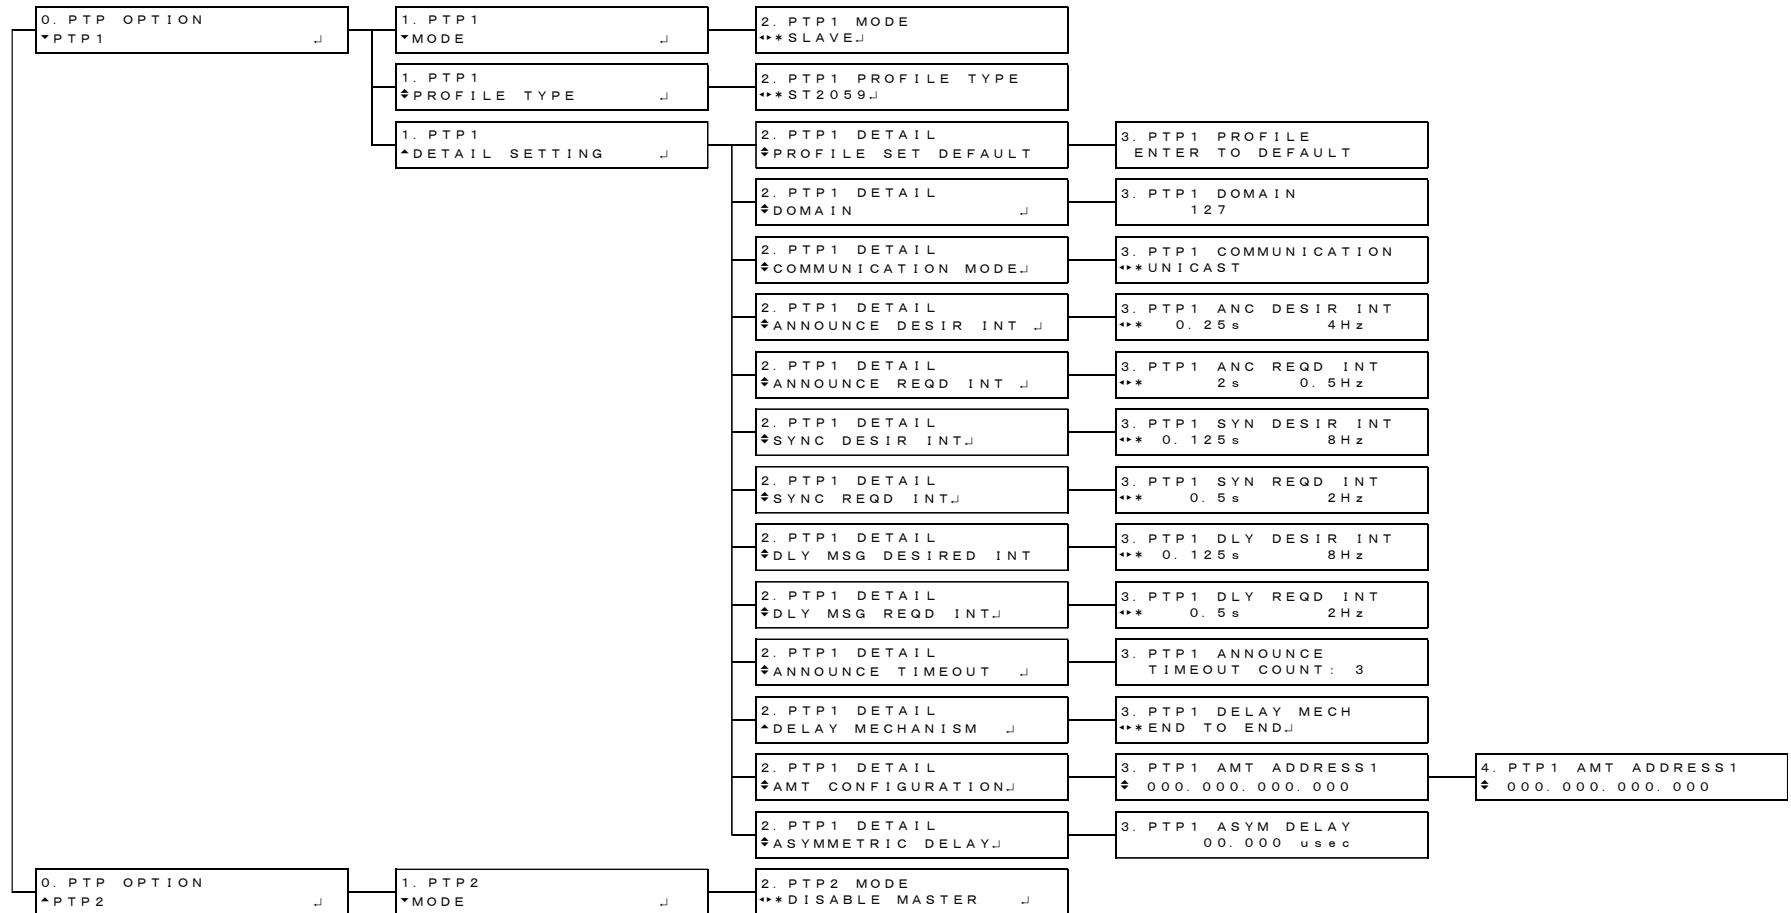 0. PTP OPTION
▾PTP1 ↵
1. PTP1
▾MODE ↵
2. PTP1 MODE
◂▸*SLAVE↵
1. PTP1
♦PROFILE TYPE ↵
2. PTP1 PROFILE TYPE
◂▸*ST2059↵
1. PTP1
▴DETAIL SETTING ↵
2. PTP1 DETAIL
♦PROFILE SET DEFAULT
3. PTP1 PROFILE
ENTER TO DEFAULT
2. PTP1 DETAIL
♦DOMAIN ↵
3. PTP1 DOMAIN
127
2. PTP1 DETAIL
♦COMMUNICATION MODE↵
3. PTP1 COMMUNICATION
◂▸*UNICAST
2. PTP1 DETAIL
♦ANNOUNCE DESIR INT ↵
3. PTP1 ANC DESIR INT
◂▸* 0.25s 4Hz
2. PTP1 DETAIL
♦ANNOUNCE REQD INT ↵
3. PTP1 ANC REQD INT
◂▸* 2s 0.5Hz
2. PTP1 DETAIL
♦SYNC DESIR INT↵
3. PTP1 SYN DESIR INT
◂▸* 0.125s 8Hz
2. PTP1 DETAIL
♦SYNC REQD INT↵
3. PTP1 SYN REQD INT
◂▸* 0.5s 2Hz
2. PTP1 DETAIL
♦DLY MSG DESIRED INT
3. PTP1 DLY DESIR INT
◂▸* 0.125s 8Hz
2. PTP1 DETAIL
♦DLY MSG REQD INT↵
3. PTP1 DLY REQD INT
◂▸* 0.5s 2Hz
2. PTP1 DETAIL
♦ANNOUNCE TIMEOUT ↵
3. PTP1 ANNOUNCE
TIMEOUT COUNT: 3
2. PTP1 DETAIL
▴DELAY MECHANISM ↵
3. PTP1 DELAY MECH
◂▸*END TO END↵
2. PTP1 DETAIL
♦AMT CONFIGURATION↵
3. PTP1 AMT ADDRESS1
♦ 000.000.000.000
4. PTP1 AMT ADDRESS1
♦ 000.000.000.000
2. PTP1 DETAIL
♦ASYMMETRIC DELAY↵
3. PTP1 ASYM DELAY
00.000 usec
0. PTP OPTION
▴PTP2 ↵
1. PTP2
▾MODE ↵
2. PTP2 MODE
◂▸*DISABLE MASTER ↵